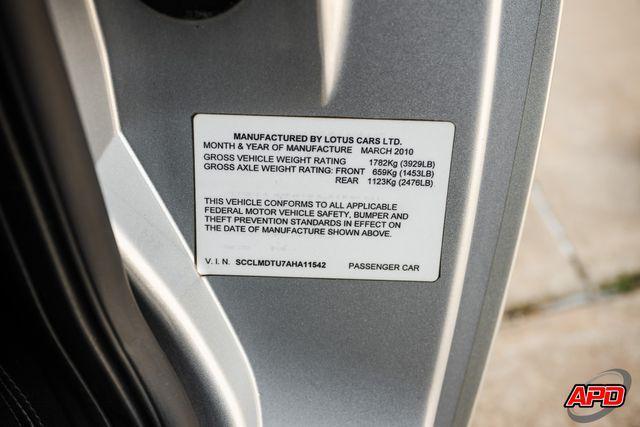 MANUFACTURED BY LOTUS CARS LTD.
MONTH & YEAR OF MANUFACTURE MARCH 2010
GROSS VEHICLE WEIGHT RATING 1782Kg (3929LB)
GROSS AXLE WEIGHT RATING: FRONT 659Kg (1453LB)
REAR 1123Kg (2476LB)
THIS VEHICLE CONFORMS TO ALL APPLICABLE
FEDERAL MOTOR VEHICLE SAFETY, BUMPER AND
THEFT PREVENTION STANDARDS IN EFFECT ON
THE DATE OF MANUFACTURE SHOWN ABOVE.
V. I. N. SCCLMDTU7AHA11542 PASSENGER CAR
APD